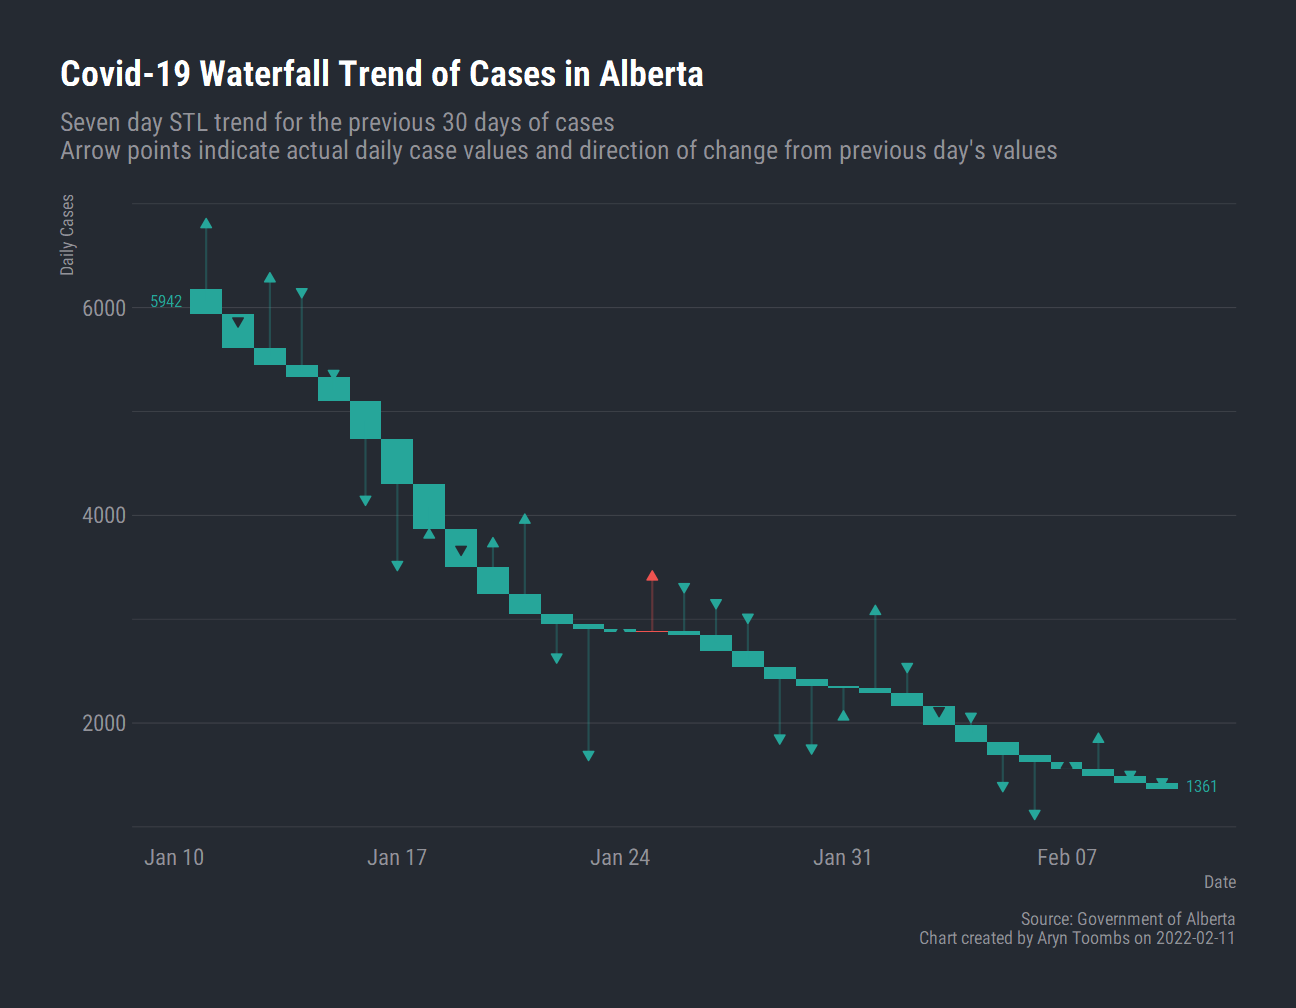 Covid-19 Waterfall Trend of Cases in Alberta
Seven day STL trend for the previous 30 days of cases
Arrow points indicate actual daily case values and direction of change from previous day's values
Daily Cases
5942
6000
4000
2000
1361
Jan 10
Jan 17
Jan 24
Jan 31
Feb 07
Date
Source: Government of Alberta
Chart created by Aryn Toombs on 2022-02-11